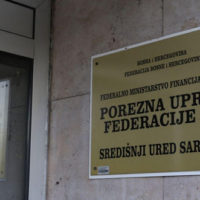 BOSNA I HERCEGOVINA
FEDERACIJA BOSNE I HERCEGOVINE
FEDERALNO MINISTARSTVO FINANCIJA
POREZNA UPR
FEDERACIJE
SREDIŠNJI URED SAR